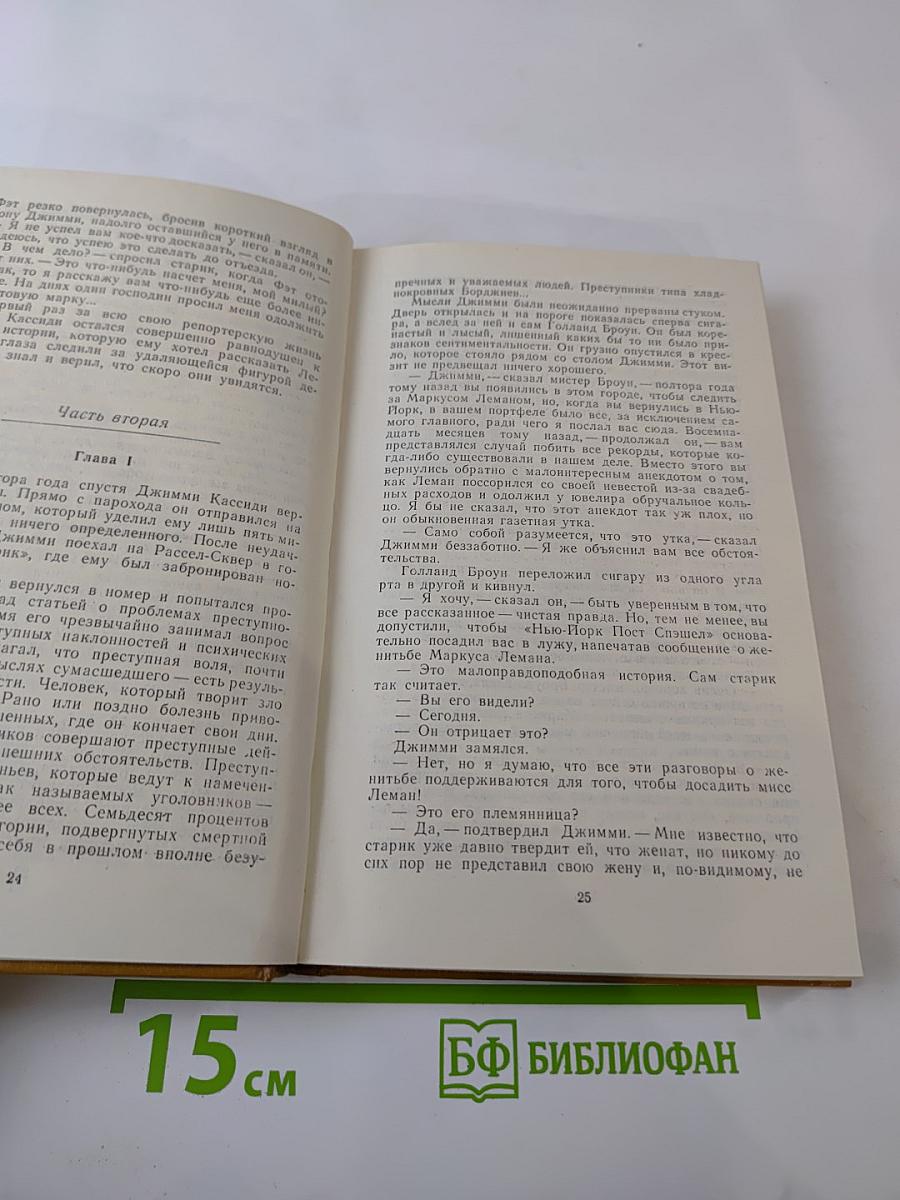 Фэт резко повернулась, бросив короткий взгляд в
ону Джимми, надолго оставшийся у него в памяти.
Я не успел вам кое-что досказать, — сказал он, —
деюсь, что успею это сделать до отъезда.
В чем дело? — спросил старик, когда Фэт ото-
т них. — Это что-нибудь насчет меня, мой милый?
ак, то я расскажу вам что-нибудь еще более ин-
е. На днях один господин просил меня одолжить
товую марку...
рвый раз за всю свою репортерскую жизнь
Кассиди остался совершенно равнодушен к
истории, которую ему хотел рассказать Ле-
глаза следили за удаляющейся фигурой де-
знал и верил, что скоро они увидятся.
Часть вторая
Глава I
тора года спустя Джимми Кассиди вер-
н. Прямо с парохода он отправился на
ном, который уделил ему лишь пять ми-
ничего определенного. После неудач-
Джимми поехал на Рассел-Сквер в го-
рик», где ему был забронирован но-
вернулся в номер и попытался про-
ад статьей о проблемах преступно-
мя его чрезвычайно занимал вопрос
тупных наклонностей и психических
лагал, что преступная воля, почти
мыслях сумасшедшего — есть резуль-
сти. Человек, который творит зло
Рано или поздно болезнь приво-
шенных, где он кончает свои дни.
ников совершают преступные дей-
нешних обстоятельств. Преступ-
ньев, которые ведут к намечен-
ак называемых уголовников —
ее всех. Семьдесят процентов
гории, подвергнутых смертной
себя в прошлом вполне безу-
24
пречных и уважаемых людей. Преступники типа хлад-
нокровных Борджиев...
Мысли Джимми были неожиданно прерваны стуком.
Дверь открылась и на пороге показалась сперва сига-
ра, а вслед за ней и сам Голланд Броун. Он был коре-
настый и лысый, лишенный каких бы то ни было при-
знаков сентиментальности. Он грузно опустился в крес-
ло, которое стояло рядом со столом Джимми. Этот ви-
зит не предвещал ничего хорошего.
— Джимми, — сказал мистер Броун, — полтора года
тому назад вы появились в этом городе, чтобы следить
за Маркусом Леманом, но, когда вы вернулись в Нью-
Йорк, в вашем портфеле было все, за исключением са-
мого главного, ради чего я послал вас сюда. Восемна-
дцать месяцев тому назад, — продолжал он, — вам
представлялся случай побить все рекорды, которые ко-
гда-либо существовали в нашем деле. Вместо этого вы
вернулись обратно с малоинтересным анекдотом о том,
как Леман поссорился со своей невестой из-за свадеб-
ных расходов и одолжил у ювелира обручальное коль-
цо. Я бы не сказал, что этот анекдот так уж плох, но
он обыкновенная газетная утка.
— Само собой разумеется, что это утка, — сказал
Джимми беззаботно. — Я же объяснил вам все обстоя-
тельства.
Голланд Броун переложил сигару из одного угла
рта в другой и кивнул.
— Я хочу, — сказал он, — быть уверенным в том, что
все рассказанное — чистая правда. Но, тем не менее, вы
допустили, чтобы «Нью-Йорк Пост Спэшел» основа-
тельно посадил вас в лужу, напечатав сообщение о же-
нитьбе Маркуса Лемана.
— Это малоправдоподобная история. Сам старик
так считает.
— Вы его видели?
— Сегодня.
— Он отрицает это?
Джимми замялся.
— Нет, но я думаю, что все эти разговоры о же-
нитьбе поддерживаются для того, чтобы досадить мисс
Леман!
— Это его племянница?
— Да, — подтвердил Джимми. — Мне известно, что
старик уже давно твердит ей, что женат, но никому до
сих пор не представил свою жену и, по-видимому, не
25
15 см
БФ БИБЛИОФАН